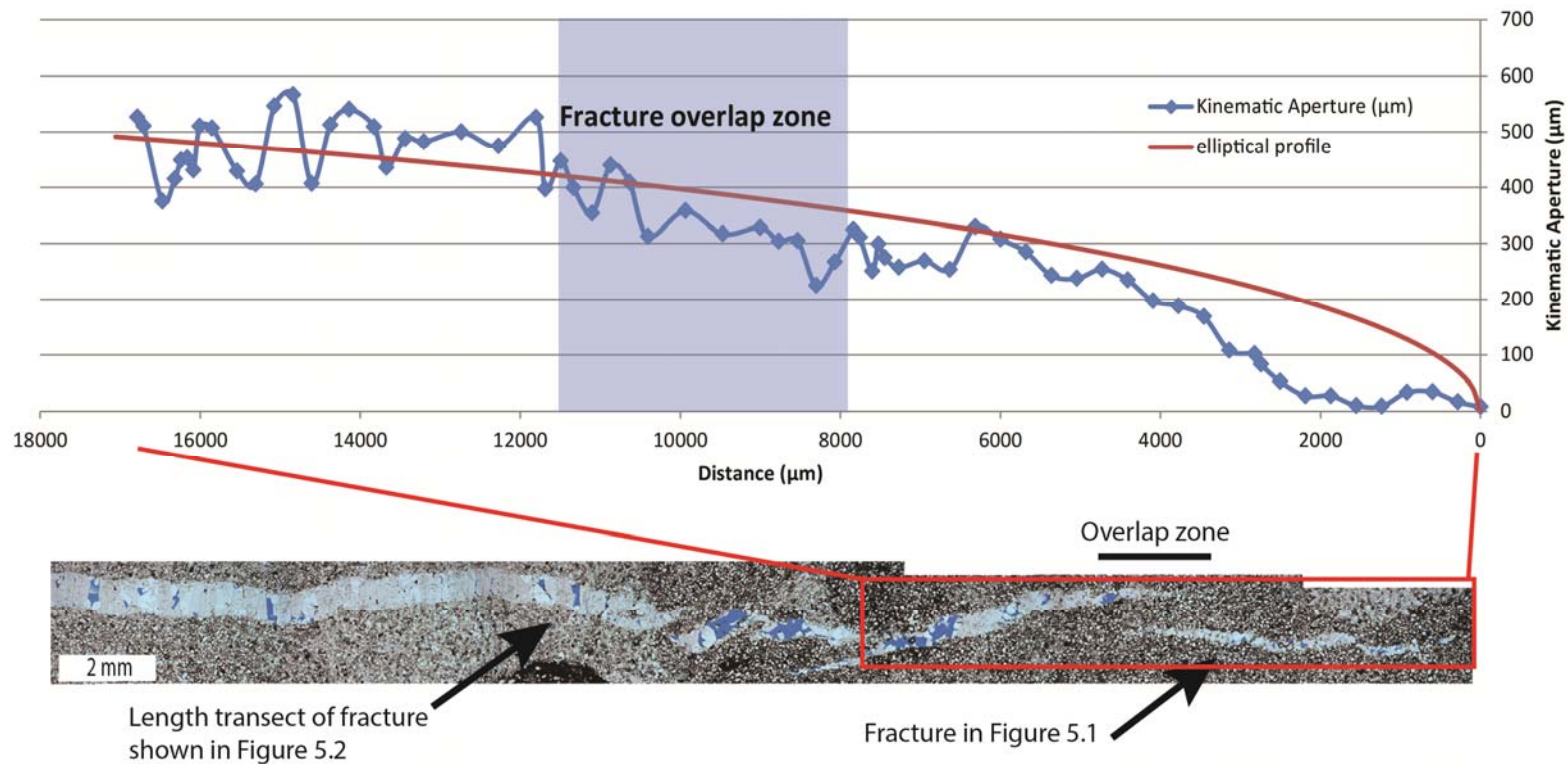 700
600
500
400
300
200
100
0
Kinematic Aperture (µm)
Fracture overlap zone
Kinematic Aperture (µm)
elliptical profile
18000 16000 14000 12000 10000 8000 6000 4000 2000 0
Distance (µm)
Overlap zone
2 mm
Length transect of fracture
shown in Figure 5.2
Fracture in Figure 5.1